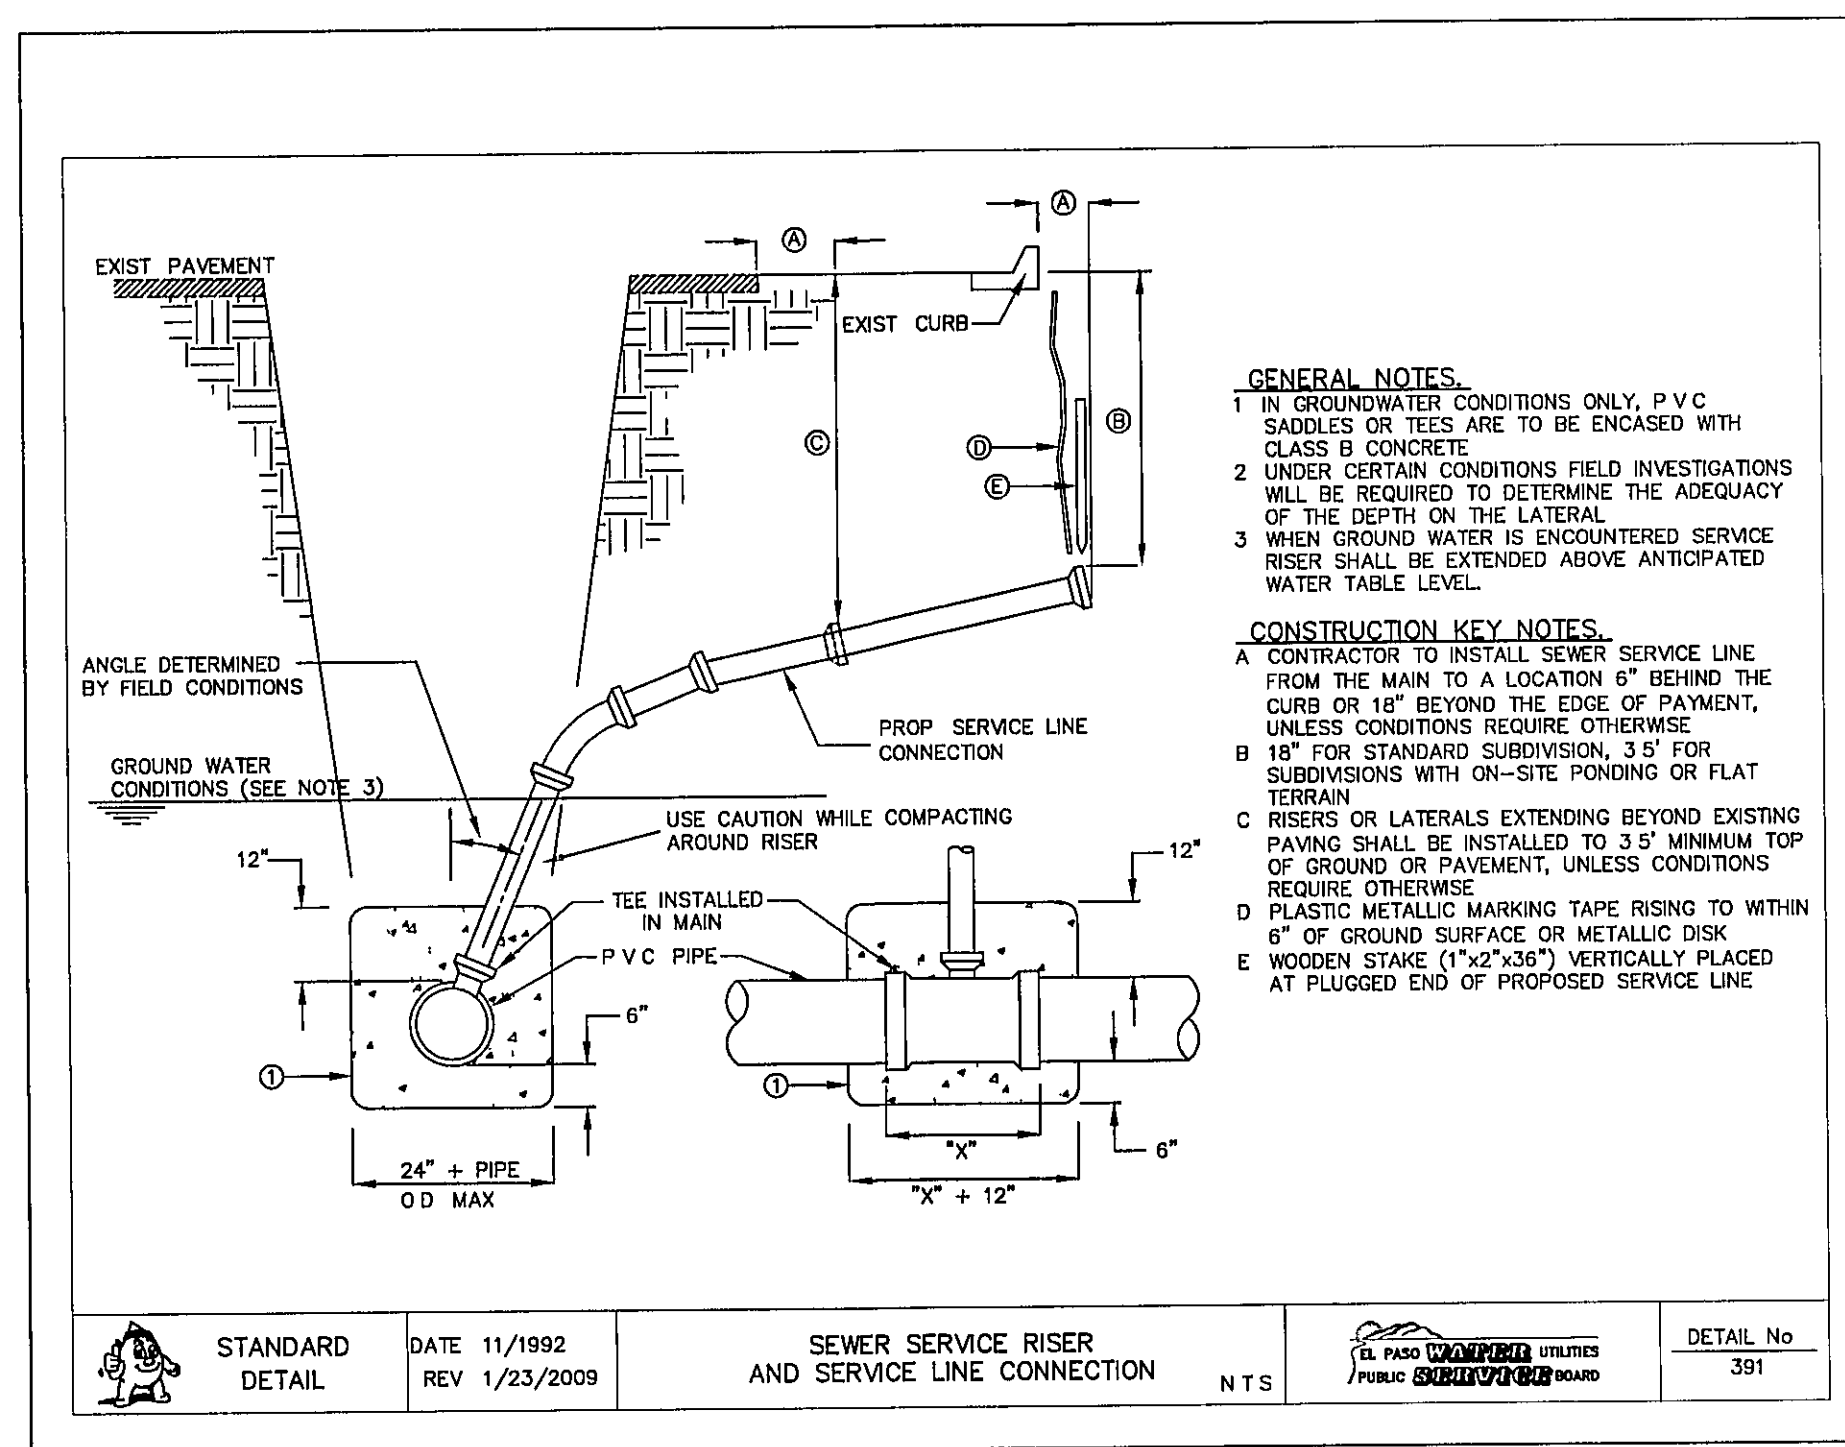 A
A
EXIST PAVEMENT
EXIST CURB
C
B
D
E
ANGLE DETERMINED
BY FIELD CONDITIONS
PROP SERVICE LINE
CONNECTION
GROUND WATER
CONDITIONS (SEE NOTE 3)
USE CAUTION WHILE COMPACTING
AROUND RISER
12"
12"
TEE INSTALLED
IN MAIN
P V C PIPE
6"
1
1
"X"
6"
24" + PIPE
O D MAX
"X" + 12"
GENERAL NOTES.
1 IN GROUNDWATER CONDITIONS ONLY, P V C
SADDLES OR TEES ARE TO BE ENCASED WITH
CLASS B CONCRETE
2 UNDER CERTAIN CONDITIONS FIELD INVESTIGATIONS
WILL BE REQUIRED TO DETERMINE THE ADEQUACY
OF THE DEPTH ON THE LATERAL
3 WHEN GROUND WATER IS ENCOUNTERED SERVICE
RISER SHALL BE EXTENDED ABOVE ANTICIPATED
WATER TABLE LEVEL.
CONSTRUCTION KEY NOTES.
A CONTRACTOR TO INSTALL SEWER SERVICE LINE
FROM THE MAIN TO A LOCATION 6" BEHIND THE
CURB OR 18" BEYOND THE EDGE OF PAYMENT,
UNLESS CONDITIONS REQUIRE OTHERWISE
B 18" FOR STANDARD SUBDIVISION, 3 5' FOR
SUBDIVISIONS WITH ON-SITE PONDING OR FLAT
TERRAIN
C RISERS OR LATERALS EXTENDING BEYOND EXISTING
PAVING SHALL BE INSTALLED TO 3 5' MINIMUM TOP
OF GROUND OR PAVEMENT, UNLESS CONDITIONS
REQUIRE OTHERWISE
D PLASTIC METALLIC MARKING TAPE RISING TO WITHIN
6" OF GROUND SURFACE OR METALLIC DISK
E WOODEN STAKE (1"x2"x36") VERTICALLY PLACED
AT PLUGGED END OF PROPOSED SERVICE LINE
STANDARD
DETAIL
DATE 11/1992
REV 1/23/2009
SEWER SERVICE RISER
AND SERVICE LINE CONNECTION
N T S
EL PASO WATER UTILITIES
PUBLIC SERVICE BOARD
DETAIL No
391